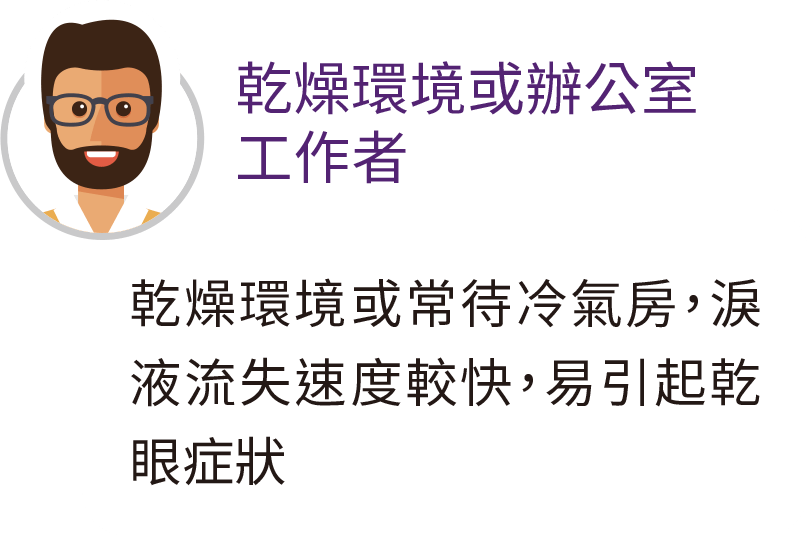 乾燥環境或辦公室
工作者
乾燥環境或常待冷氣房，淚
液流失速度較快，易引起乾
眼症狀